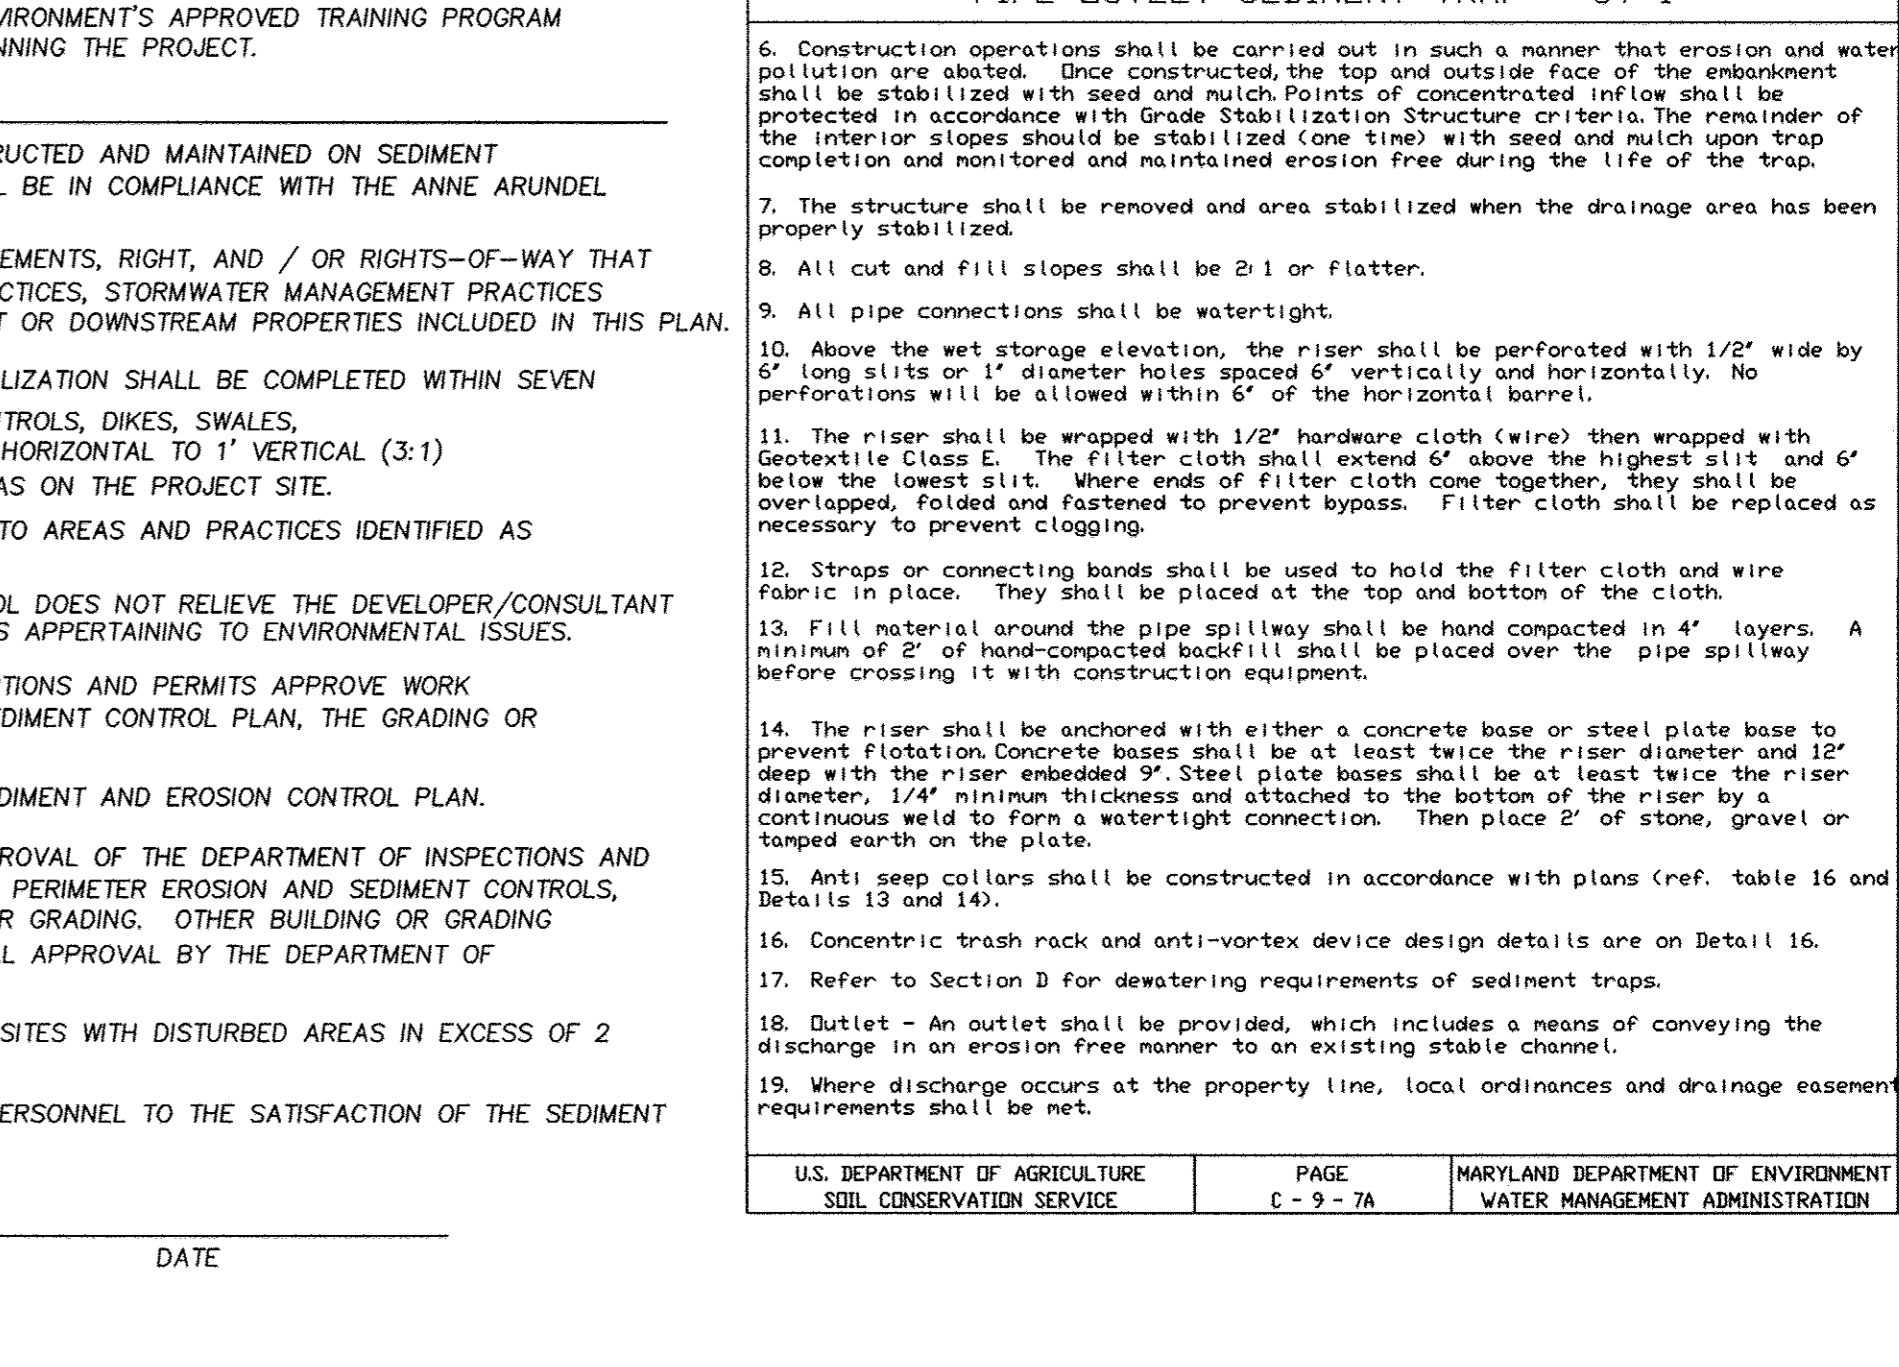 VIRONMENT'S APPROVED TRAINING PROGRAM
NNING THE PROJECT.
UCTED AND MAINTAINED ON SEDIMENT
BE IN COMPLIANCE WITH THE ANNE ARUNDEL
EMENTS, RIGHT, AND / OR RIGHTS-OF-WAY THAT
CTICES, STORMWATER MANAGEMENT PRACTICES
T OR DOWNSTREAM PROPERTIES INCLUDED IN THIS PLAN.
LIZATION SHALL BE COMPLETED WITHIN SEVEN
TROLS, DIKES, SWALES,
HORIZONTAL TO 1' VERTICAL (3:1)
AS ON THE PROJECT SITE.
TO AREAS AND PRACTICES IDENTIFIED AS
OL DOES NOT RELIEVE THE DEVELOPER/CONSULTANT
S APPERTAINING TO ENVIRONMENTAL ISSUES.
TIONS AND PERMITS APPROVE WORK
EDIMENT CONTROL PLAN, THE GRADING OR
DIMENT AND EROSION CONTROL PLAN.
ROVAL OF THE DEPARTMENT OF INSPECTIONS AND
PERIMETER EROSION AND SEDIMENT CONTROLS,
R GRADING. OTHER BUILDING OR GRADING
L APPROVAL BY THE DEPARTMENT OF
SITES WITH DISTURBED AREAS IN EXCESS OF 2
ERSONNEL TO THE SATISFACTION OF THE SEDIMENT
DATE
PIPE OUTLET SEDIMENT TRAP
6. Construction operations shall be carried out in such a manner that erosion and water
pollution are abated. Once constructed, the top and outside face of the embankment
shall be stabilized with seed and mulch. Points of concentrated inflow shall be
protected in accordance with Grade Stabilization Structure criteria. The remainder of
the interior slopes should be stabilized (one time) with seed and mulch upon trap
completion and monitored and maintained erosion free during the life of the trap.
7. The structure shall be removed and area stabilized when the drainage area has been
properly stabilized.
8. All cut and fill slopes shall be 2:1 or flatter.
9. All pipe connections shall be watertight.
10. Above the wet storage elevation, the riser shall be perforated with 1/2" wide by
6" long slits or 1" diameter holes spaced 6" vertically and horizontally. No
perforations will be allowed within 6" of the horizontal barrel.
11. The riser shall be wrapped with 1/2" hardware cloth (wire) then wrapped with
Geotextile Class E. The filter cloth shall extend 6" above the highest slit and 6"
below the lowest slit. Where ends of filter cloth come together, they shall be
overlapped, folded and fastened to prevent bypass. Filter cloth shall be replaced as
necessary to prevent clogging.
12. Straps or connecting bands shall be used to hold the filter cloth and wire
fabric in place. They shall be placed at the top and bottom of the cloth.
13. Fill material around the pipe spillway shall be hand compacted in 4" layers. A
minimum of 2' of hand-compacted backfill shall be placed over the pipe spillway
before crossing it with construction equipment.
14. The riser shall be anchored with either a concrete base or steel plate base to
prevent flotation. Concrete bases shall be at least twice the riser diameter and 12"
deep with the riser embedded 9". Steel plate bases shall be at least twice the riser
diameter, 1/4" minimum thickness and attached to the bottom of the riser by a
continuous weld to form a watertight connection. Then place 2' of stone, gravel or
tamped earth on the plate.
15. Anti seep collars shall be constructed in accordance with plans (ref. table 16 and
Details 13 and 14).
16. Concentric trash rack and anti-vortex device design details are on Detail 16.
17. Refer to Section D for dewatering requirements of sediment traps.
18. Outlet - An outlet shall be provided, which includes a means of conveying the
discharge in an erosion free manner to an existing stable channel.
19. Where discharge occurs at the property line, local ordinances and drainage easement
requirements shall be met.
U.S. DEPARTMENT OF AGRICULTURE
SOIL CONSERVATION SERVICE
PAGE
C - 9 - 7A
MARYLAND DEPARTMENT OF ENVIRONMENT
WATER MANAGEMENT ADMINISTRATION